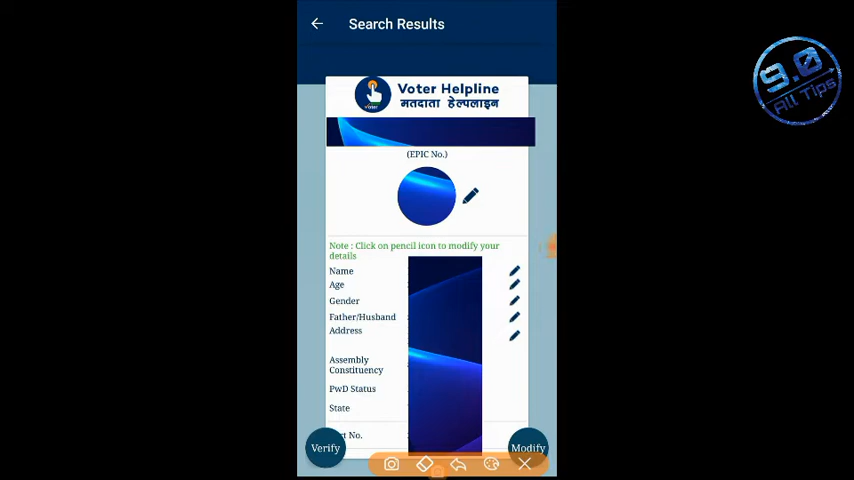 Search Results
9.0
All Tips
Voter Helpline
मतदाता हेल्पलाइन
(EPIC No.)
Note : Click on pencil icon to modify your
details
Name
Age
Gender
Father/Husband
Address
Assembly
Constituency
PwD Status
State
No.
Verify
Modify